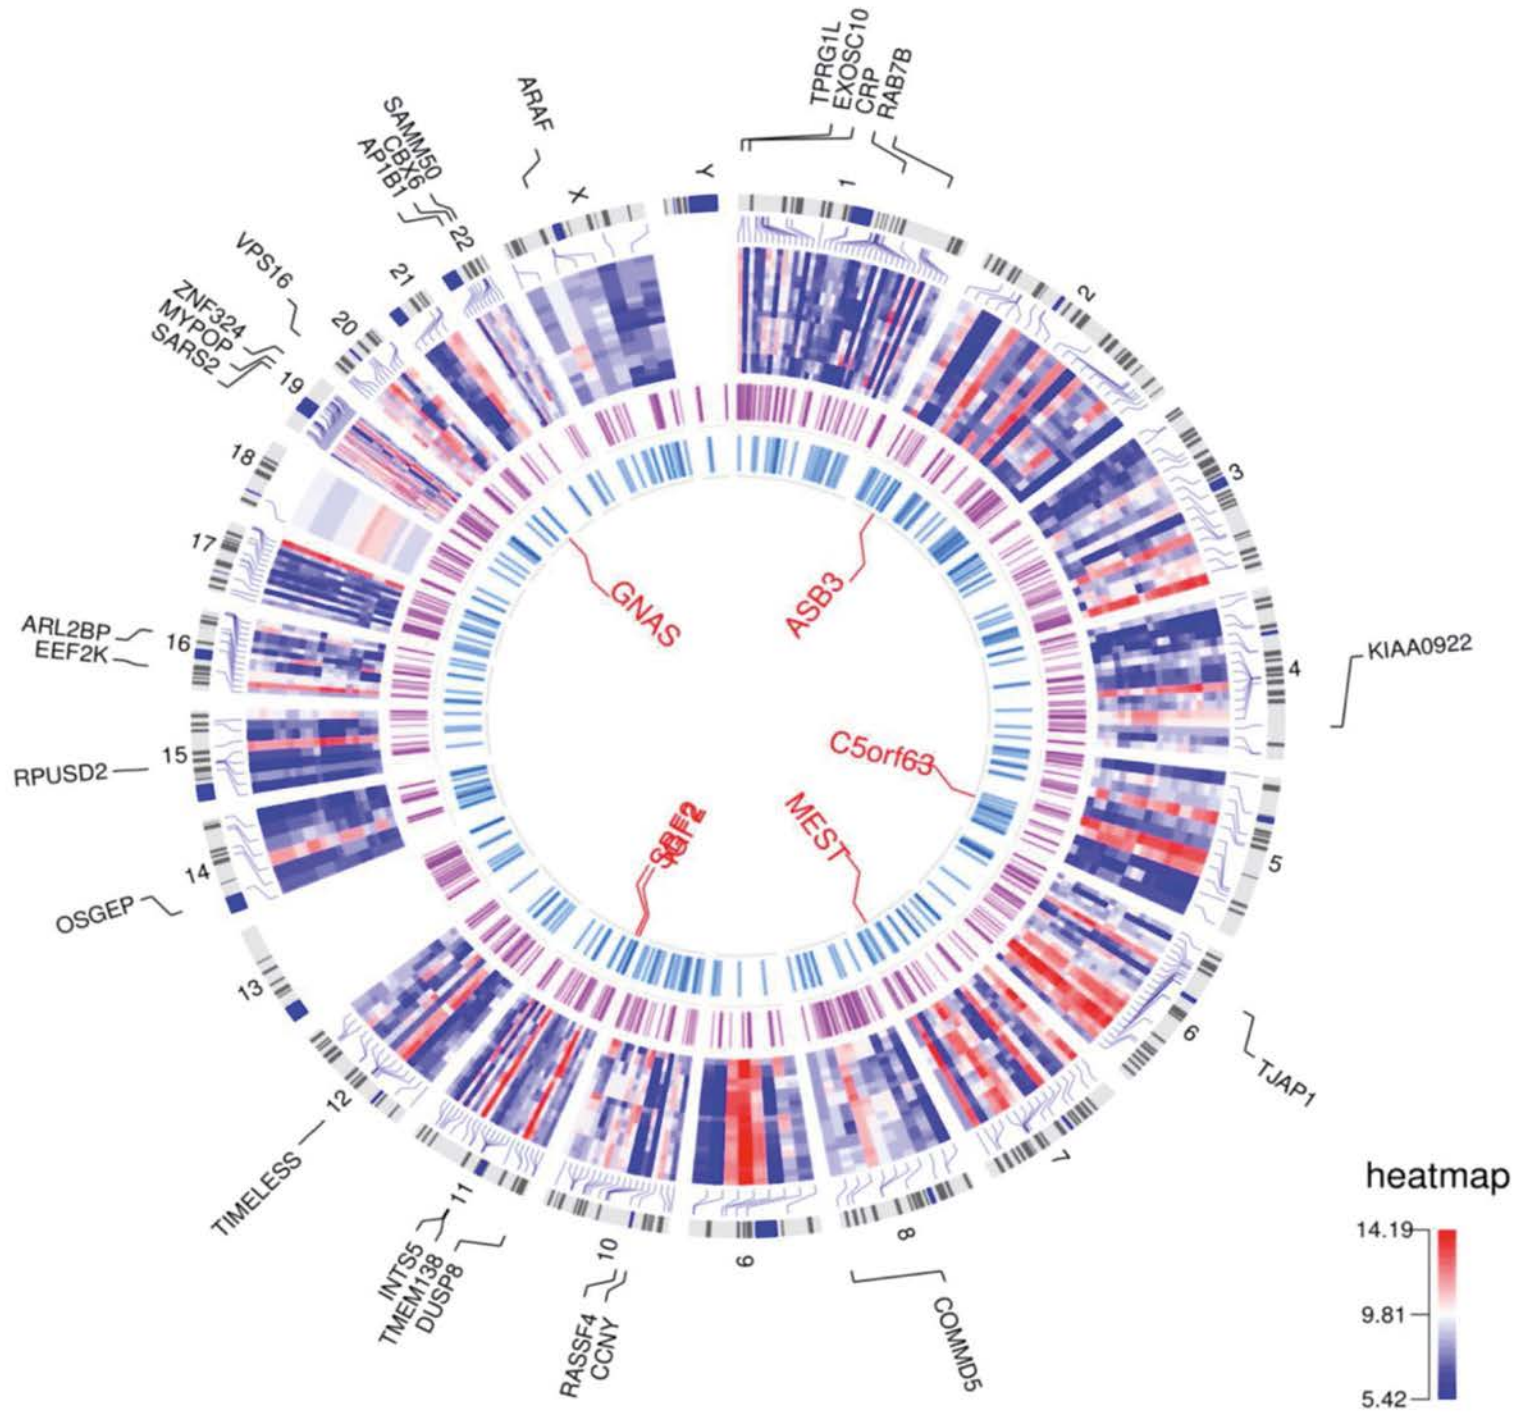 TPRG1L
EXOSC10
CRP
RAB7B
1
2
3
4
KIAA0922
5
6
TJAP1
7
8
COMMD5
9
10
CCNY
RASSF4
11
DUSP8
TMEM138
INTS5
12
TIMELESS
13
14
OSGEP
15
RPUSD2
16
ARL2BP
EEF2K
17
18
19
ZNF324
MYPOP
SARS2
20
VPS16
21
22
SAMM50
CBX6
AP1B1
X
ARAF
Y
GNAS
ASB3
C5orf63
MEST
heatmap
14.19
9.81
5.42